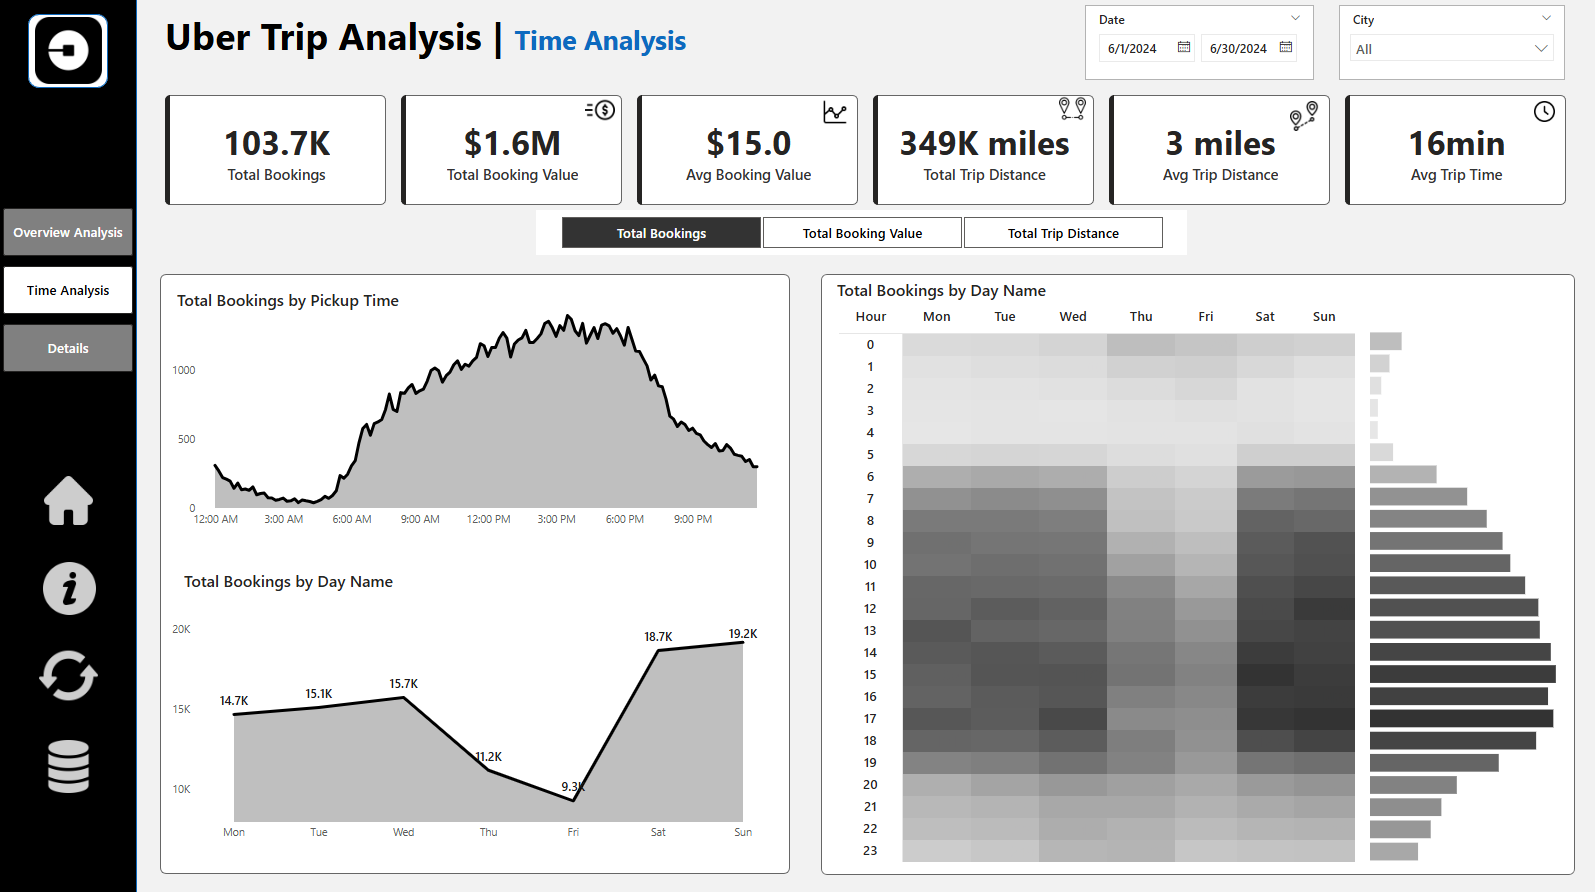 Uber Trip Analysis | Time Analysis
Date
6/1/2024 6/30/2024
City
All
103.7K
Total Bookings
$1.6M
Total Booking Value
$15.0
Avg Booking Value
349K miles
Total Trip Distance
3 miles
Avg Trip Distance
16min
Avg Trip Time
Overview Analysis
Time Analysis
Details
Total Bookings Total Booking Value Total Trip Distance
Total Bookings by Pickup Time
1000
500
0
12:00 AM 3:00 AM 6:00 AM 9:00 AM 12:00 PM 3:00 PM 6:00 PM 9:00 PM
Total Bookings by Day Name
20K
15K
10K
14.7K 15.1K 15.7K 11.2K 9.3K 18.7K 19.2K
Mon Tue Wed Thu Fri Sat Sun
Total Bookings by Day Name
Hour Mon Tue Wed Thu Fri Sat Sun
0
1
2
3
4
5
6
7
8
9
10
11
12
13
14
15
16
17
18
19
20
21
22
23